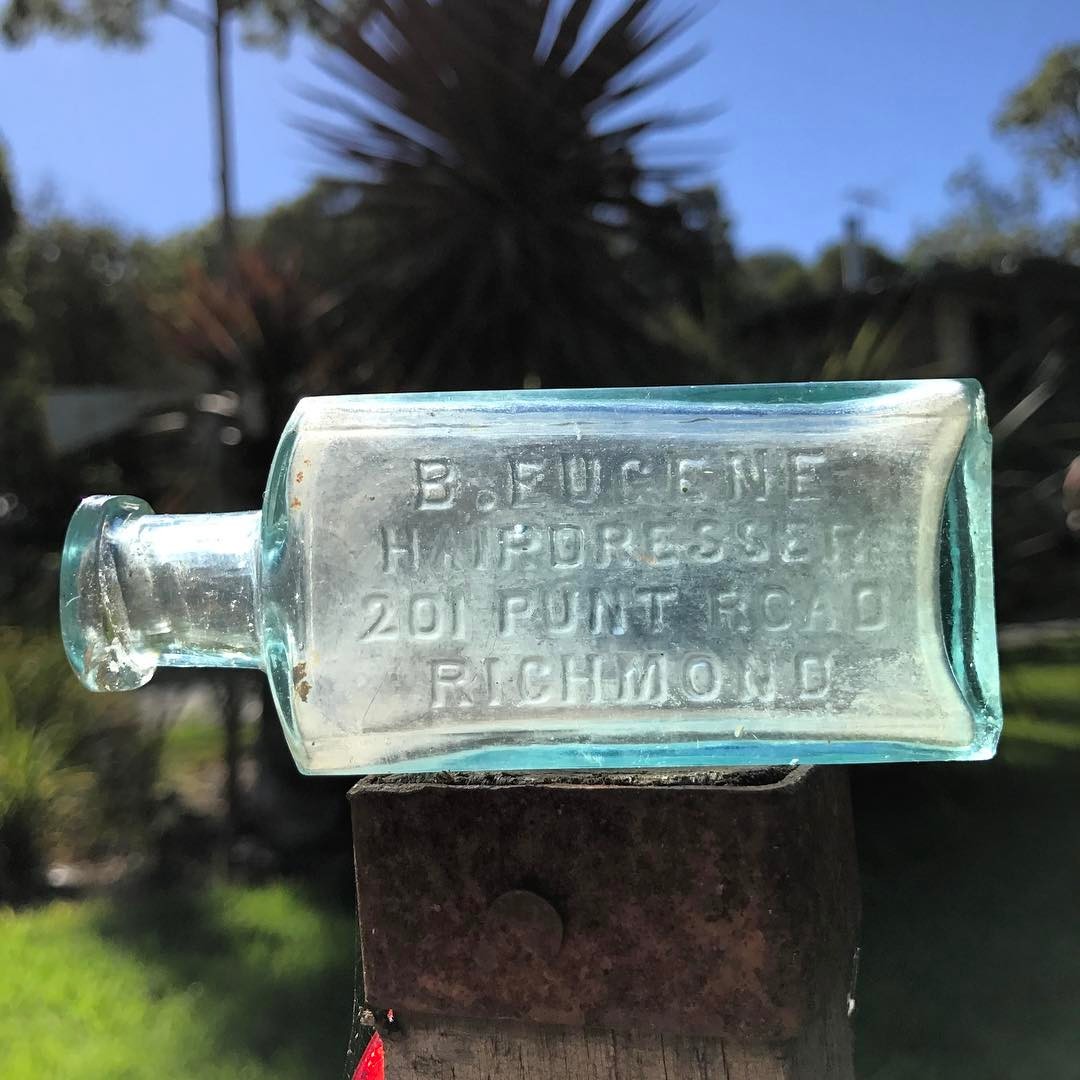 B. EUGENE
HAIRDRESSER
201 PUNT ROAD
RICHMOND